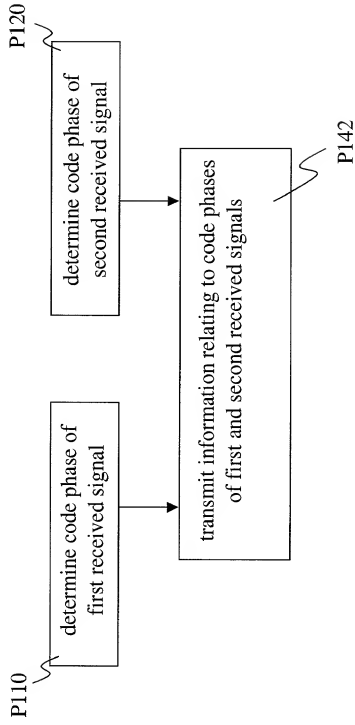 P110
determine code phase of
first received signal
P120
determine code phase of
second received signal
transmit information relating to code phases
of first and second received signals
P142